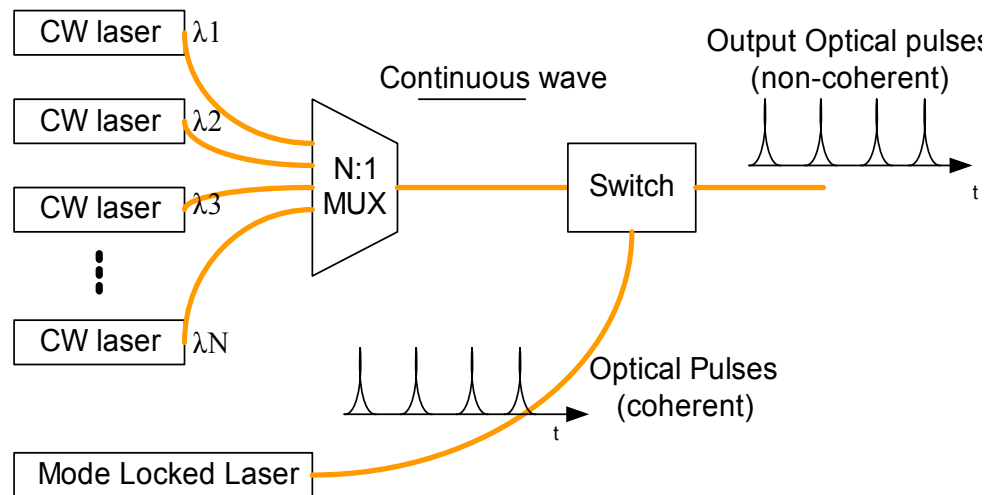 CW laser λ1
CW laser λ2
CW laser λ3
CW laser λN
N:1
MUX
Continuous wave
Switch
Output Optical pulses
(non-coherent)
t
Optical Pulses
(coherent)
t
Mode Locked Laser